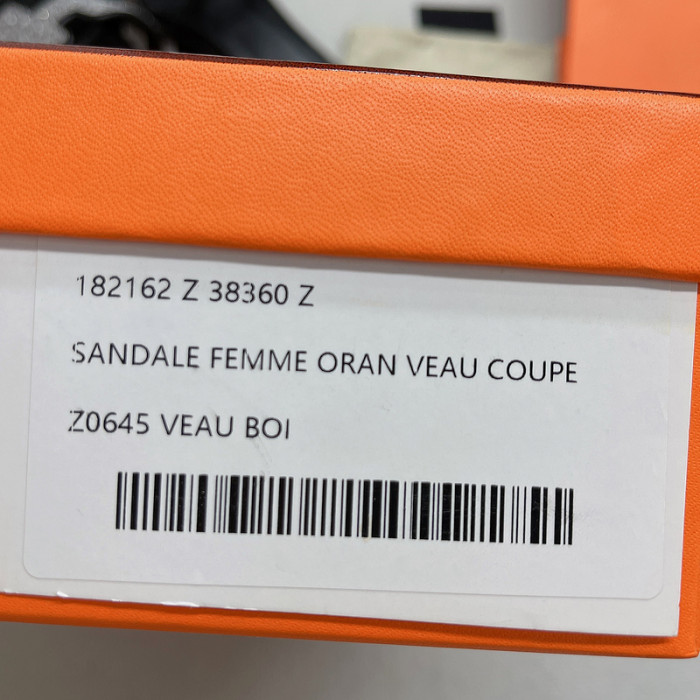 182162 Z 38360 Z
SANDALE FEMME ORAN VEAU COUPE
Z0645 VEAU BOI